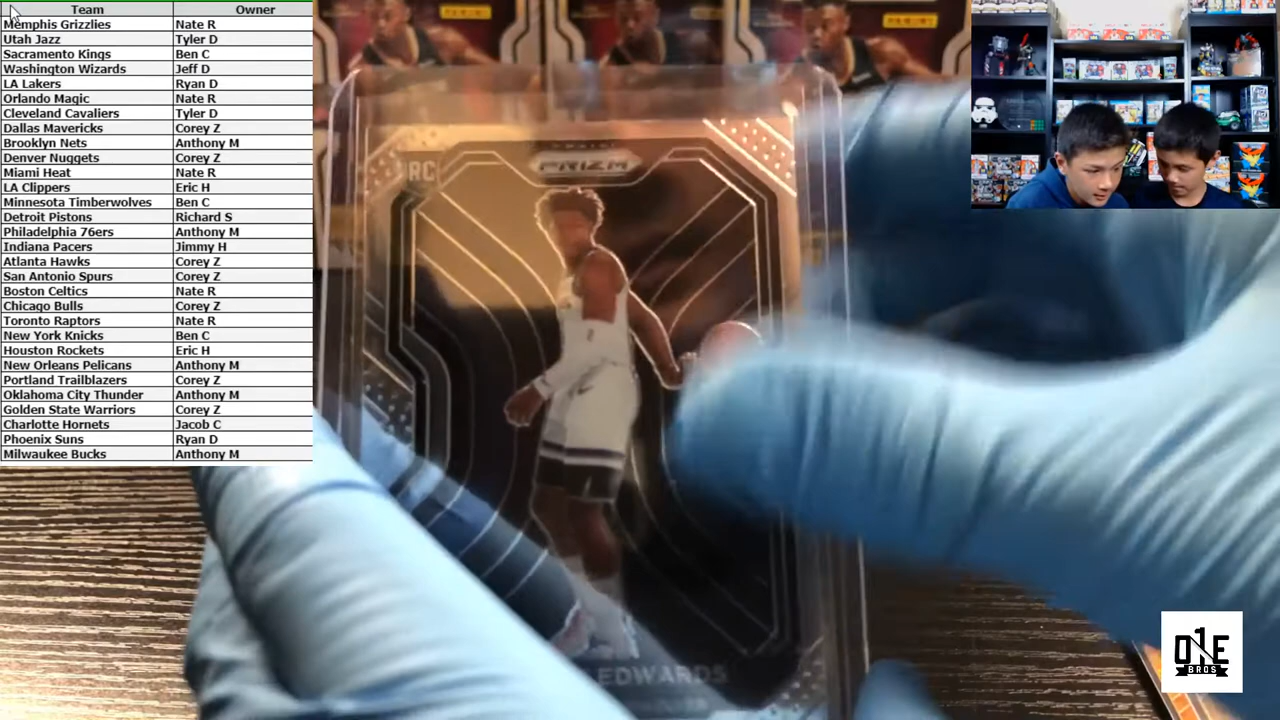 Team Owner
Memphis Grizzlies Nate R
Utah Jazz Tyler D
Sacramento Kings Ben C
Washington Wizards Jeff D
LA Lakers Ryan D
Orlando Magic Nate R
Cleveland Cavaliers Tyler D
Dallas Mavericks Corey Z
Brooklyn Nets Anthony M
Denver Nuggets Corey Z
Miami Heat Nate R
LA Clippers Eric H
Minnesota Timberwolves Ben C
Detroit Pistons Richard S
Philadelphia 76ers Anthony M
Indiana Pacers Jimmy H
Atlanta Hawks Corey Z
San Antonio Spurs Corey Z
Boston Celtics Nate R
Chicago Bulls Corey Z
Toronto Raptors Nate R
New York Knicks Ben C
Houston Rockets Eric H
New Orleans Pelicans Anthony M
Portland Trailblazers Corey Z
Oklahoma City Thunder Anthony M
Golden State Warriors Corey Z
Charlotte Hornets Jacob C
Phoenix Suns Ryan D
Milwaukee Bucks Anthony M
PANINI
PRIZM
RC
EDWARDS
ONE
BROS